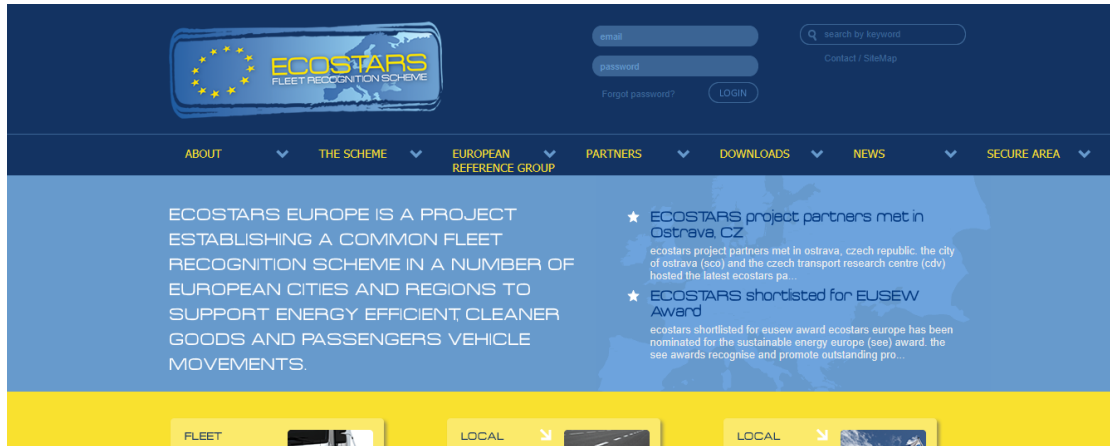 ECOSTARS
FLEET RECOGNITION SCHEME
email
password
Forgot password?
LOGIN
search by keyword
Contact / SiteMap
ABOUT
THE SCHEME
EUROPEAN
REFERENCE GROUP
PARTNERS
DOWNLOADS
NEWS
SECURE AREA
ECOSTARS EUROPE IS A PROJECT
ESTABLISHING A COMMON FLEET
RECOGNITION SCHEME IN A NUMBER OF
EUROPEAN CITIES AND REGIONS TO
SUPPORT ENERGY EFFICIENT, CLEANER
GOODS AND PASSENGERS VEHICLE
MOVEMENTS.
ECOSTARS project partners met in
Ostrava, CZ
ecostars project partners met in ostrava, czech republic. the city
of ostrava (sco) and the czech transport research centre (cdv)
hosted the latest ecostars pa...
ECOSTARS shortlisted for EUSEW
Award
ecostars shortlisted for eusew award ecostars europe has been
nominated for the sustainable energy europe (see) award. the
see awards recognise and promote outstanding pro...
FLEET
LOCAL
LOCAL